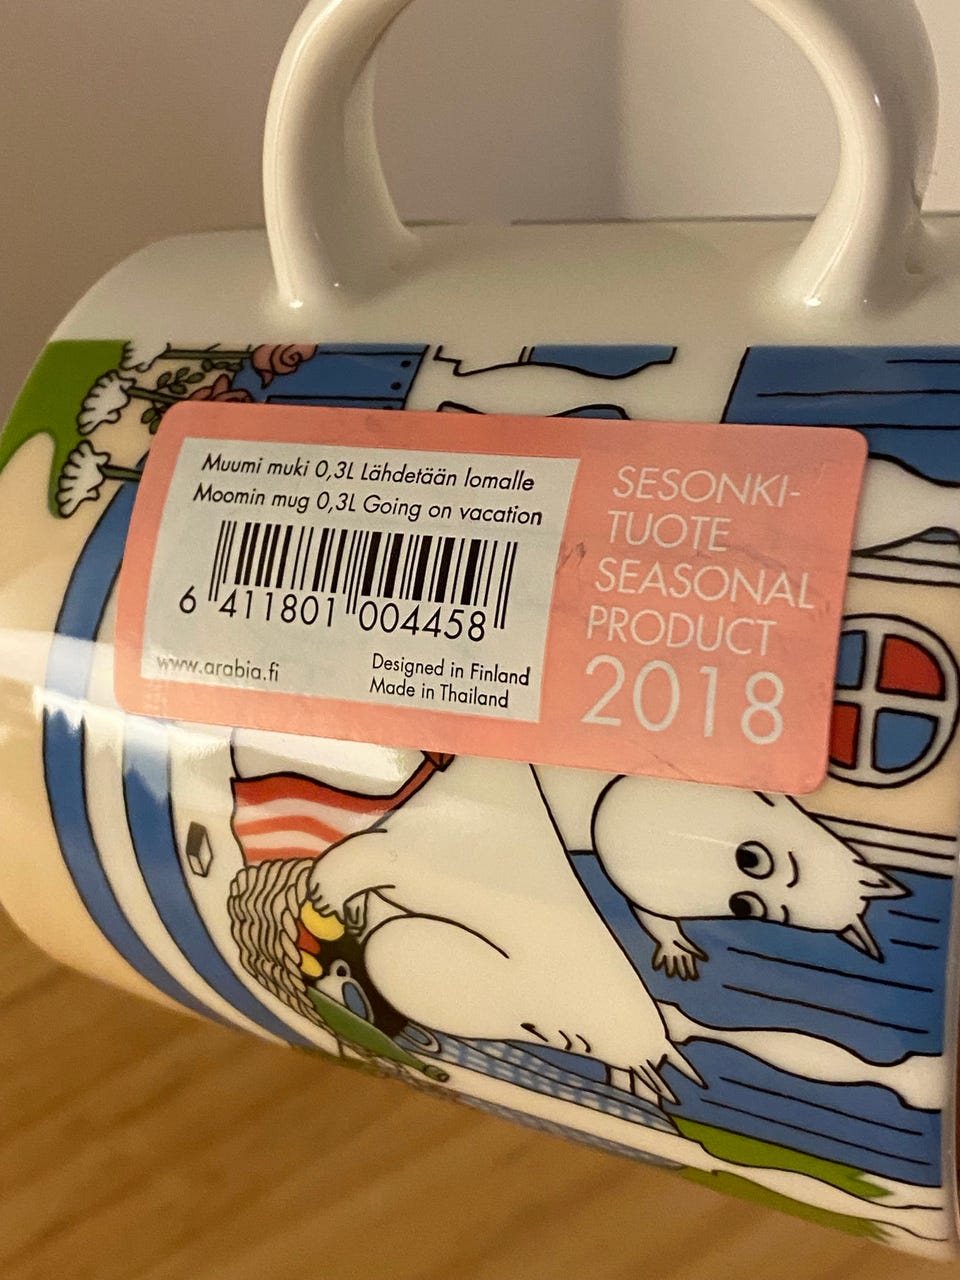 Muumi muki 0,3L Lähdetään lomalle
Moomin mug 0,3L Going on vacation
6 411801 004458
www.arabia.fi
Designed in Finland
Made in Thailand
SESONKI-
TUOTE
SEASONAL
PRODUCT
2018